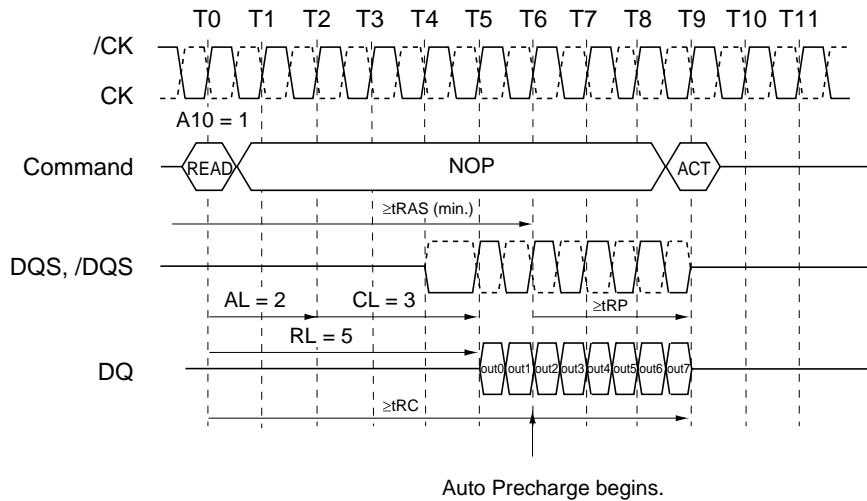 T0 T1 T2 T3 T4 T5 T6 T7 T8 T9 T10 T11
/CK
CK
A10 = 1
Command READ NOP ACT
≥tRAS (min.)
DQS, /DQS
AL = 2 CL = 3 ≥tRP
RL = 5
DQ out0 out1 out2 out3 out4 out5 out6 out7
≥tRC
Auto Precharge begins.